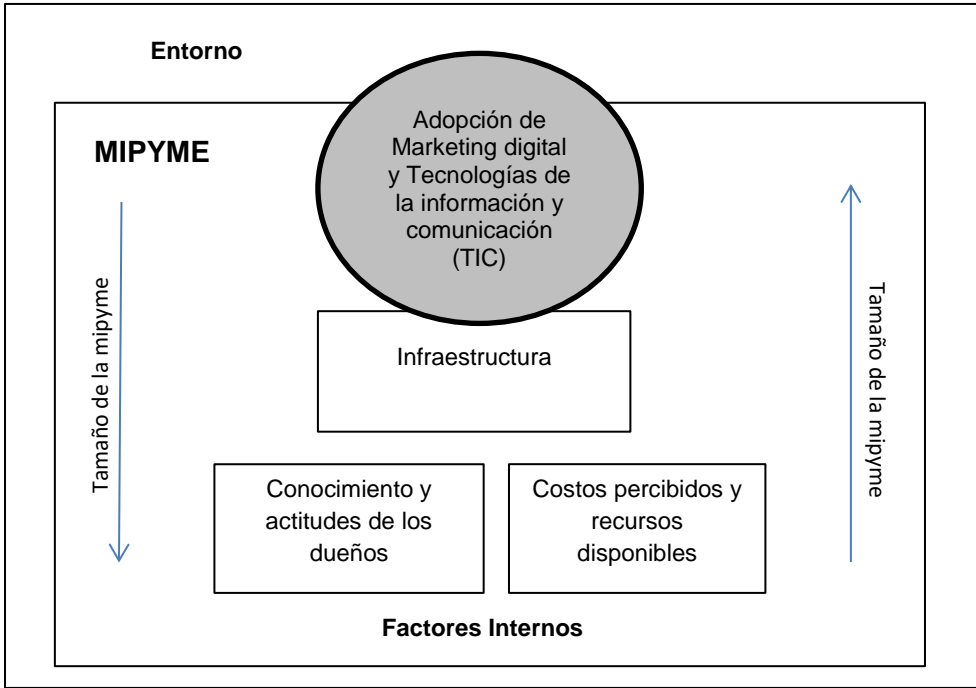 Entorno
Adopción de
Marketing digital
y Tecnologías de
la información y
comunicación
(TIC)
MIPYME
Tamaño de la mipyme
Tamaño de la mipyme
Infraestructura
Conocimiento y
actitudes de los
dueños
Costos percibidos y
recursos
disponibles
Factores Internos